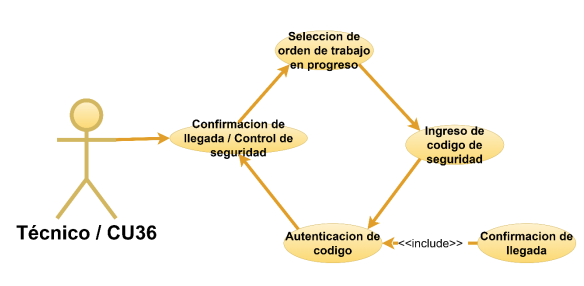 Seleccion de
orden de trabajo
en progreso
Confirmacion de
llegada / Control de
seguridad
Ingreso de
codigo de
seguridad
Técnico / CU36
Autenticacion de
codigo
<<include>>
Confirmacion de
llegada